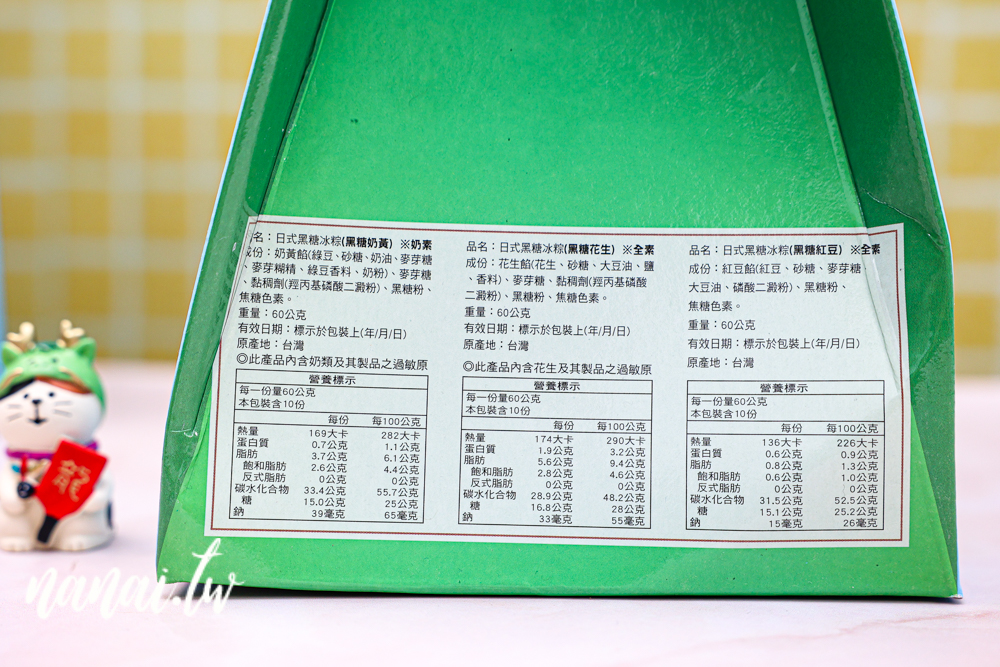 名：日式黑糖冰粽(黑糖奶黃) ※奶素
成份：奶黃餡(綠豆、砂糖、奶油、麥芽糖
、麥芽糊精、綠豆香料、奶粉)、麥芽糖
、黏稠劑(羥丙基磷酸二澱粉)、黑糖粉、
焦糖色素。
重量：60公克
有效日期：標示於包裝上(年/月/日)
原產地：台灣
◎此產品內含奶類及其製品之過敏原
營養標示
每一份量60公克
本包裝含10份
每份 每100公克
熱量 169大卡 282大卡
蛋白質 0.7公克 1.1公克
脂肪 3.7公克 6.1公克
飽和脂肪 2.6公克 4.4公克
反式脂肪 0公克 0公克
碳水化合物 33.4公克 55.7公克
糖 15.0公克 25公克
鈉 39毫克 65毫克
品名：日式黑糖冰粽(黑糖花生) ※全素
成份：花生餡(花生、砂糖、大豆油、鹽
、香料)、麥芽糖、黏稠劑(羥丙基磷酸
二澱粉)、黑糖粉、焦糖色素。
重量：60公克
有效日期：標示於包裝上(年/月/日)
原產地：台灣
◎此產品內含花生及其製品之過敏原
營養標示
每一份量60公克
本包裝含10份
每份 每100公克
熱量 174大卡 290大卡
蛋白質 1.9公克 3.2公克
脂肪 5.6公克 9.4公克
飽和脂肪 2.8公克 4.6公克
反式脂肪 0公克 0公克
碳水化合物 28.9公克 48.2公克
糖 16.8公克 28公克
鈉 33毫克 55毫克
品名：日式黑糖冰粽(黑糖紅豆) ※全素
成份：紅豆餡(紅豆、砂糖、麥芽糖
大豆油、磷酸二澱粉)、黑糖粉、
焦糖色素。
重量：60公克
有效日期：標示於包裝上(年/月/日)
原產地：台灣
營養標示
每一份量60公克
本包裝含10份
每份 每100公克
熱量 136大卡 226大卡
蛋白質 0.6公克 0.9公克
脂肪 0.8公克 1.3公克
飽和脂肪 0.6公克 1.0公克
反式脂肪 0公克 0公克
碳水化合物 31.5公克 52.5公克
糖 15.1公克 25.2公克
鈉 15毫克 26毫克
龍
nanai.tw